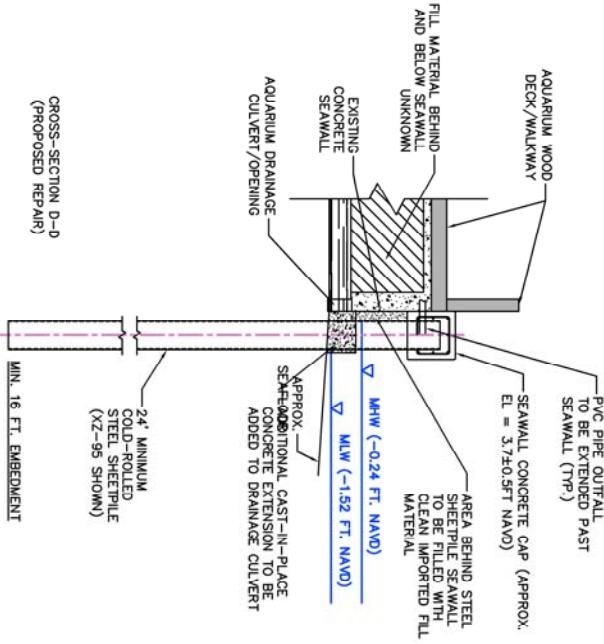 PVC PIPE OUTFALL
TO BE EXTENDED PAST
SEAWALL (TYP.)
SEAWALL CONCRETE CAP (APPROX.
EL = 3.7±0.5FT NAVD)
AREA BEHIND STEEL
SHEETPILE SEAWALL
TO BE FILLED WITH
CLEAN IMPORTED FILL
MATERIAL
AQUARIUM WOOD
DECK/WALKWAY
FILL MATERIAL BEHIND
AND BELOW SEAWALL
UNKNOWN
EXISTING
CONCRETE
SEAWALL
AQUARIUM DRAINAGE
CULVERT/OPENING
MHW (-0.24 FT. NAVD)
MLW (-1.52 FT. NAVD)
APPROX.
SEAFLOOR
ADDITIONAL CAST-IN-PLACE
CONCRETE EXTENSION TO BE
ADDED TO DRAINAGE CULVERT
24' MINIMUM
COLD-ROLLED
STEEL SHEETPILE
(XZ-95 SHOWN)
MIN. 16 FT. EMBEDMENT
CROSS-SECTION D-D
(PROPOSED REPAIR)